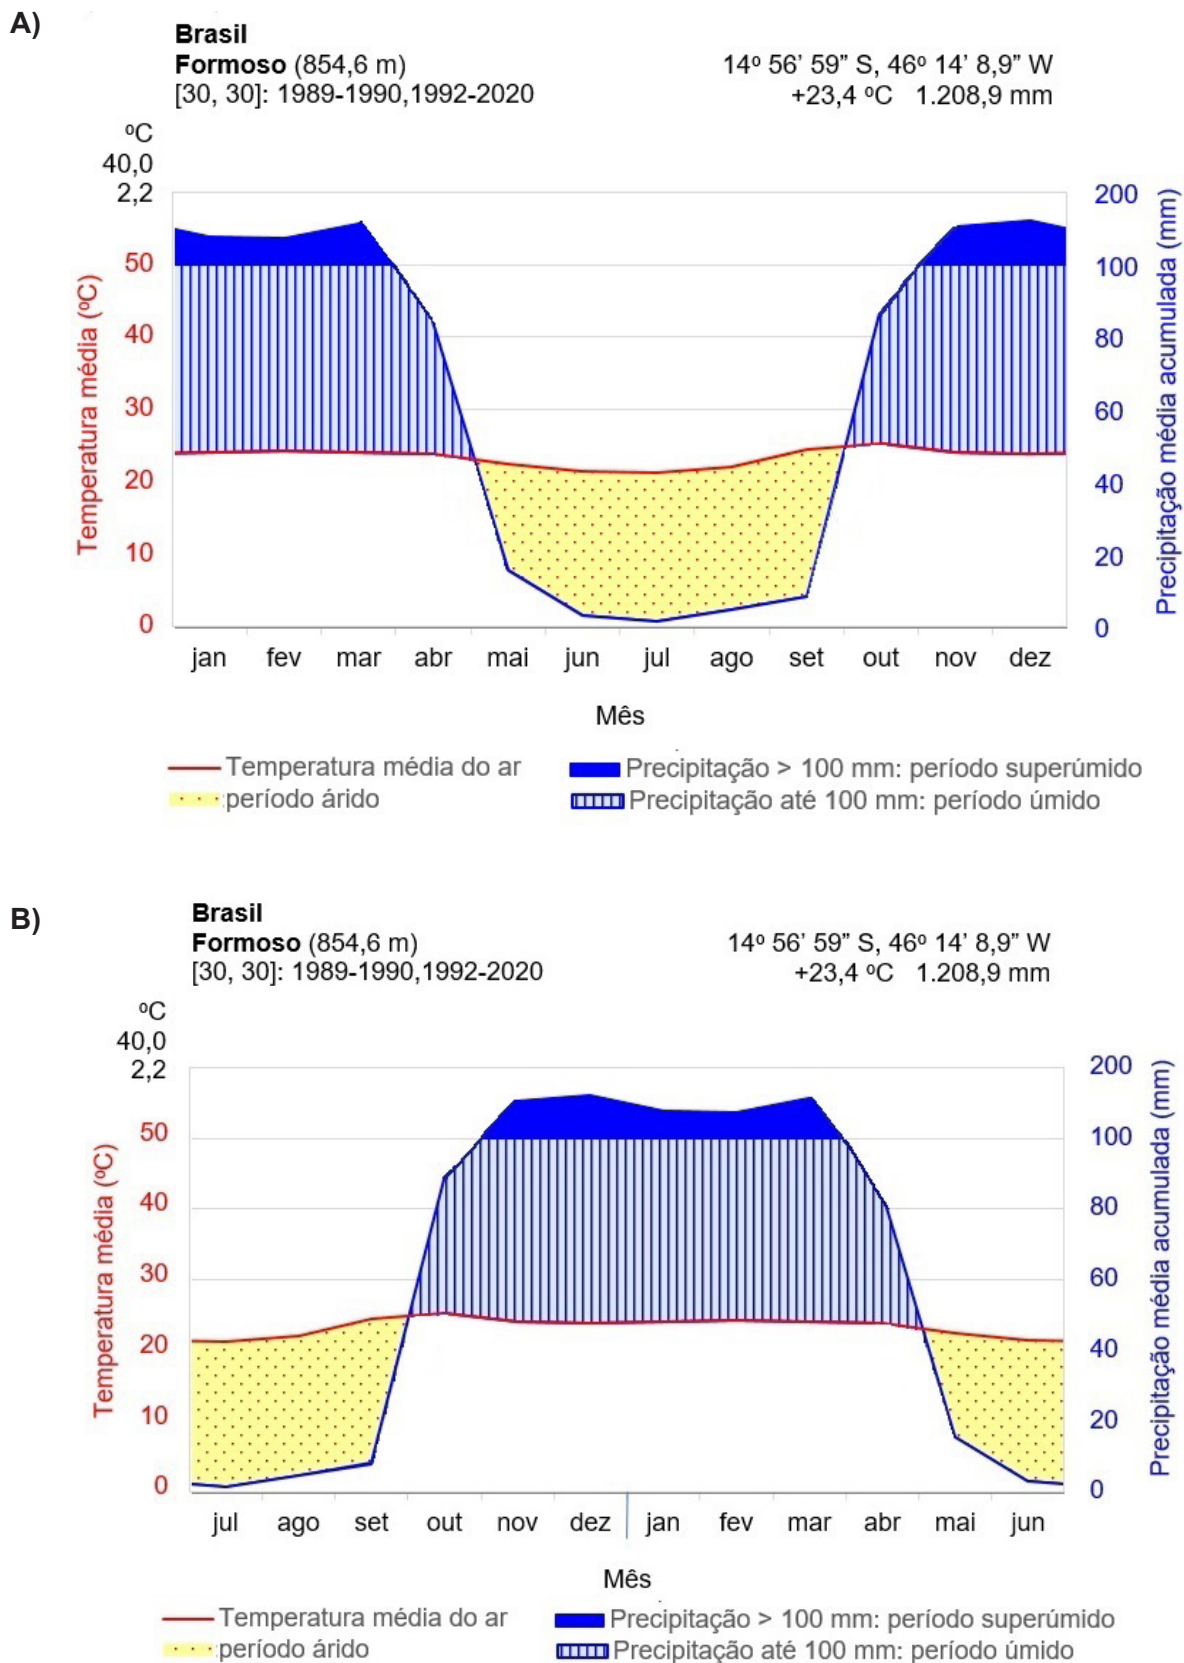 A)
Brasil
Formoso (854,6 m)
14º 56’ 59” S, 46º 14’ 8,9” W
[30, 30]: 1989-1990,1992-2020
+23,4 ºC 1.208,9 mm
ºC
40,0
2,2
200
50
100
40
80
30
60
20
40
10
20
0
0
Temperatura média (ºC)
Precipitação média acumulada (mm)
jan fev mar abr mai jun jul ago set out nov dez
Mês
Temperatura média do ar
Precipitação > 100 mm: período superúmido
período árido
Precipitação até 100 mm: período úmido
B)
Brasil
Formoso (854,6 m)
14º 56’ 59” S, 46º 14’ 8,9” W
[30, 30]: 1989-1990,1992-2020
+23,4 ºC 1.208,9 mm
ºC
40,0
2,2
200
50
100
40
80
30
60
20
40
10
20
0
0
Temperatura média (ºC)
Precipitação média acumulada (mm)
jul ago set out nov dez jan fev mar abr mai jun
Mês
Temperatura média do ar
Precipitação > 100 mm: período superúmido
período árido
Precipitação até 100 mm: período úmido